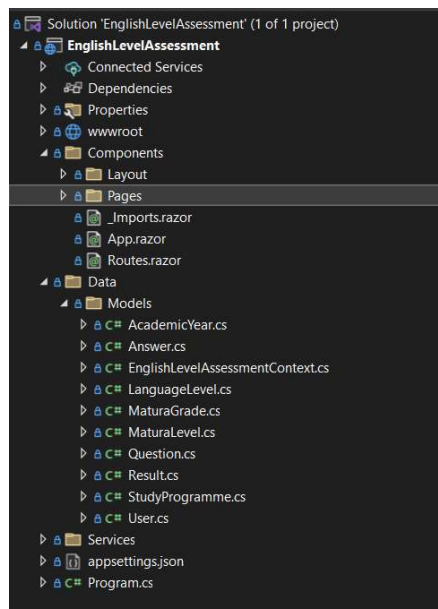 Solution 'EnglishLevelAssessment' (1 of 1 project)
EnglishLevelAssessment
Connected Services
Dependencies
Properties
wwwroot
Components
Layout
Pages
_Imports.razor
App.razor
Routes.razor
Data
Models
C# AcademicYear.cs
C# Answer.cs
C# EnglishLevelAssessmentContext.cs
C# LanguageLevel.cs
C# MaturaGrade.cs
C# MaturaLevel.cs
C# Question.cs
C# Result.cs
C# StudyProgramme.cs
C# User.cs
Services
appsettings.json
C# Program.cs